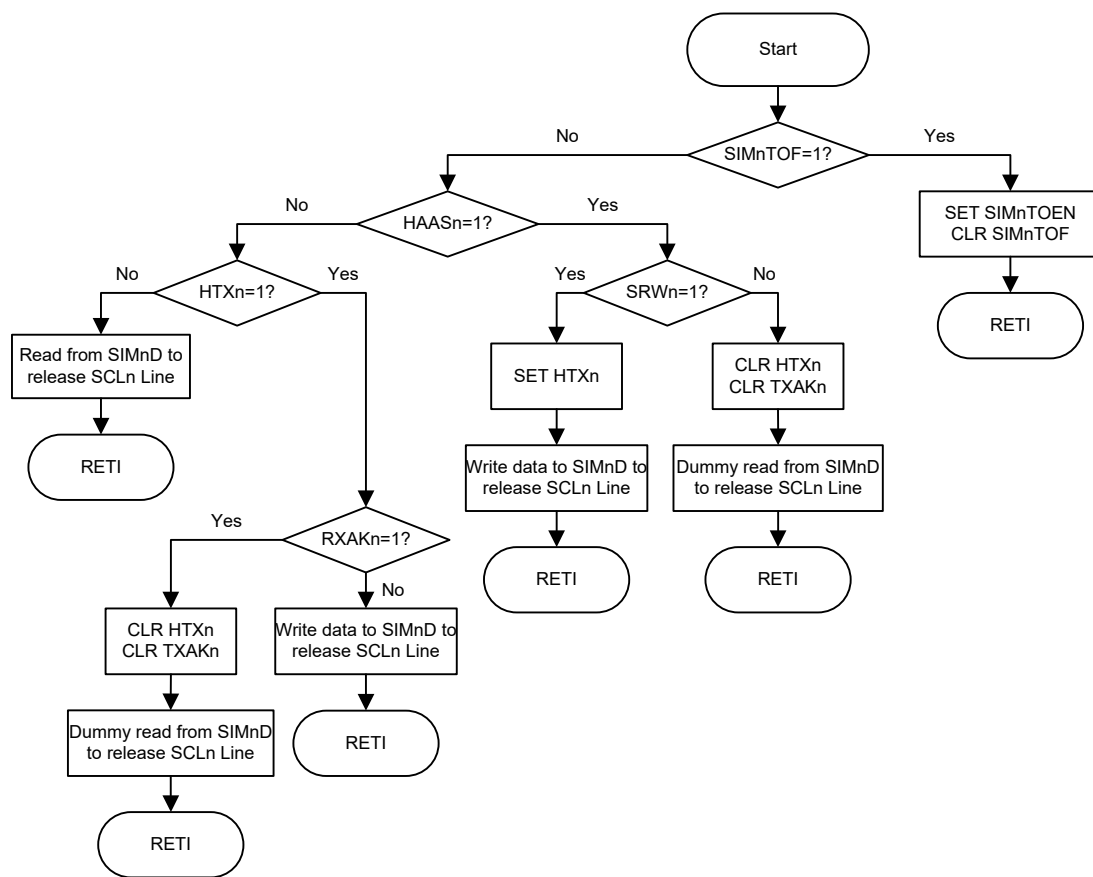 Start
No
Yes
SIMnTOF=1?
No
Yes
HAASn=1?
SET SIMnTOEN
CLR SIMnTOF
No
Yes
HTXn=1?
Yes
No
SRWn=1?
RETI
Read from SIMnD to
release SCLn Line
SET HTXn
CLR HTXn
CLR TXAKn
RETI
Write data to SIMnD to
release SCLn Line
Dummy read from SIMnD
to release SCLn Line
Yes
RXAKn=1?
No
RETI
RETI
CLR HTXn
CLR TXAKn
Write data to SIMnD to
release SCLn Line
Dummy read from SIMnD
to release SCLn Line
RETI
RETI